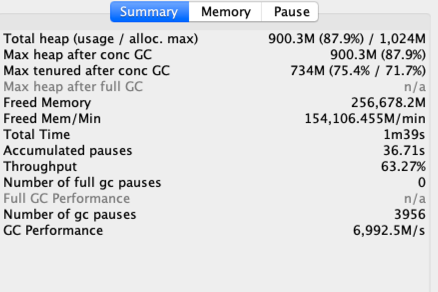 Summary Memory Pause
Total heap (usage / alloc. max) 900.3M (87.9%) / 1,024M
Max heap after conc GC 900.3M (87.9%)
Max tenured after conc GC 734M (75.4% / 71.7%)
Max heap after full GC n/a
Freed Memory 256,678.2M
Freed Mem/Min 154,106.455M/min
Total Time 1m39s
Accumulated pauses 36.71s
Throughput 63.27%
Number of full gc pauses 0
Full GC Performance n/a
Number of gc pauses 3956
GC Performance 6,992.5M/s